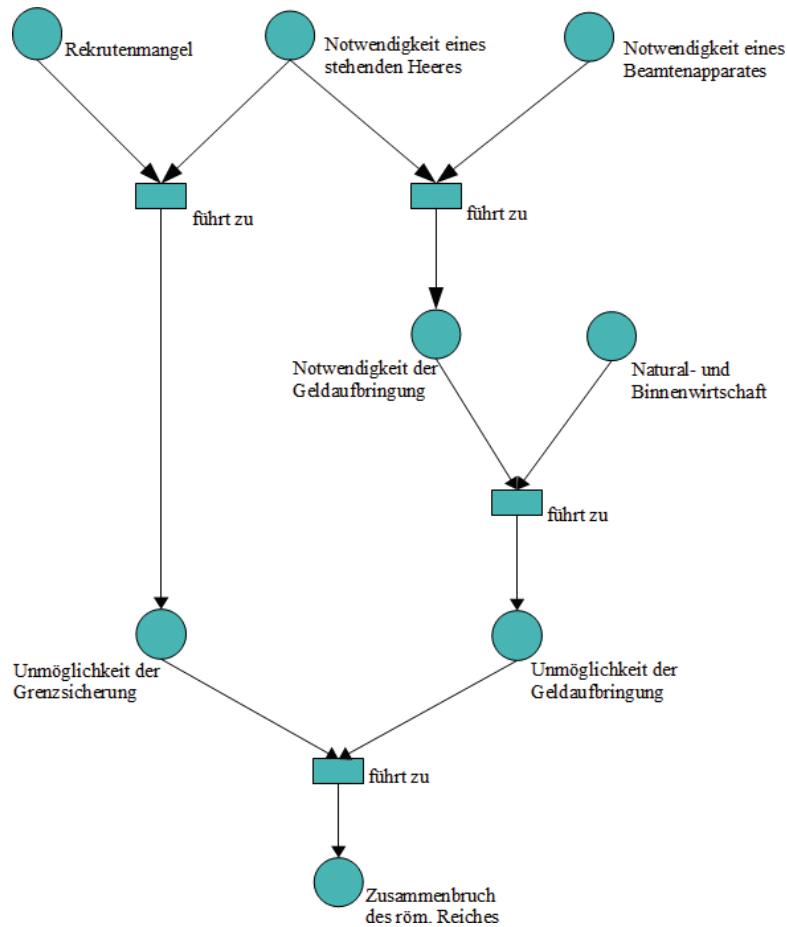 Rekrutenmangel
Notwendigkeit eines
stehenden Heeres
Notwendigkeit eines
Beamtenapparates
führt zu
führt zu
Notwendigkeit der
Geldaufbringung
Natural- und
Binnenwirtschaft
führt zu
Unmöglichkeit der
Grenzsicherung
Unmöglichkeit der
Geldaufbringung
führt zu
Zusammenbruch
des röm. Reiches